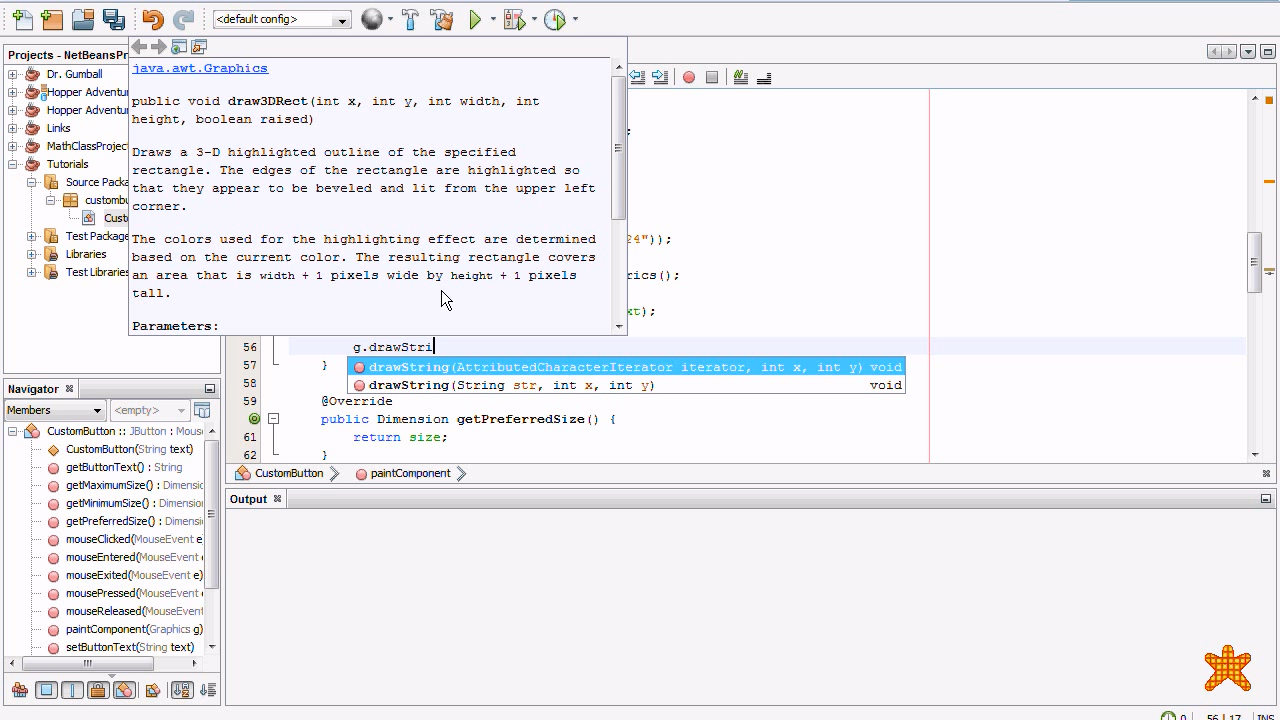 <default config>
Projects - NetBeansPr
Dr. Gumball
Hopper Adventu
Hopper Adventu
Links
MathClassProjec
Tutorials
Source Packa
custombu
Custo
Test Package
Libraries
Test Libraries
java.awt.Graphics
public void draw3DRect(int x, int y, int width, int
height, boolean raised)
Draws a 3-D highlighted outline of the specified
rectangle. The edges of the rectangle are highlighted so
that they appear to be beveled and lit from the upper left
corner.
The colors used for the highlighting effect are determined
based on the current color. The resulting rectangle covers
an area that is width + 1 pixels wide by height + 1 pixels
tall.
Parameters:
;
24"));
rics();
xt);
56 g.drawStri
57 }
drawString(AttributedCharacterIterator iterator, int x, int y) void
58
drawString(String str, int x, int y) void
59 @Override
public Dimension getPreferredSize() {
61 return size;
62 }
CustomButton
paintComponent
Navigator
Members
<empty>
CustomButton :: JButton : Mous
CustomButton(String text)
getButtonText() : String
getMaximumSize() : Dimensi
getMinimumSize() : Dimension
getPreferredSize() : Dimensi
mouseClicked(MouseEvent e
mouseEntered(MouseEvent
mouseExited(MouseEvent e)
mousePressed(MouseEvent
mouseReleased(MouseEvent
paintComponent(Graphics g)
setButtonText(String text)
Output
56 | 17
INS